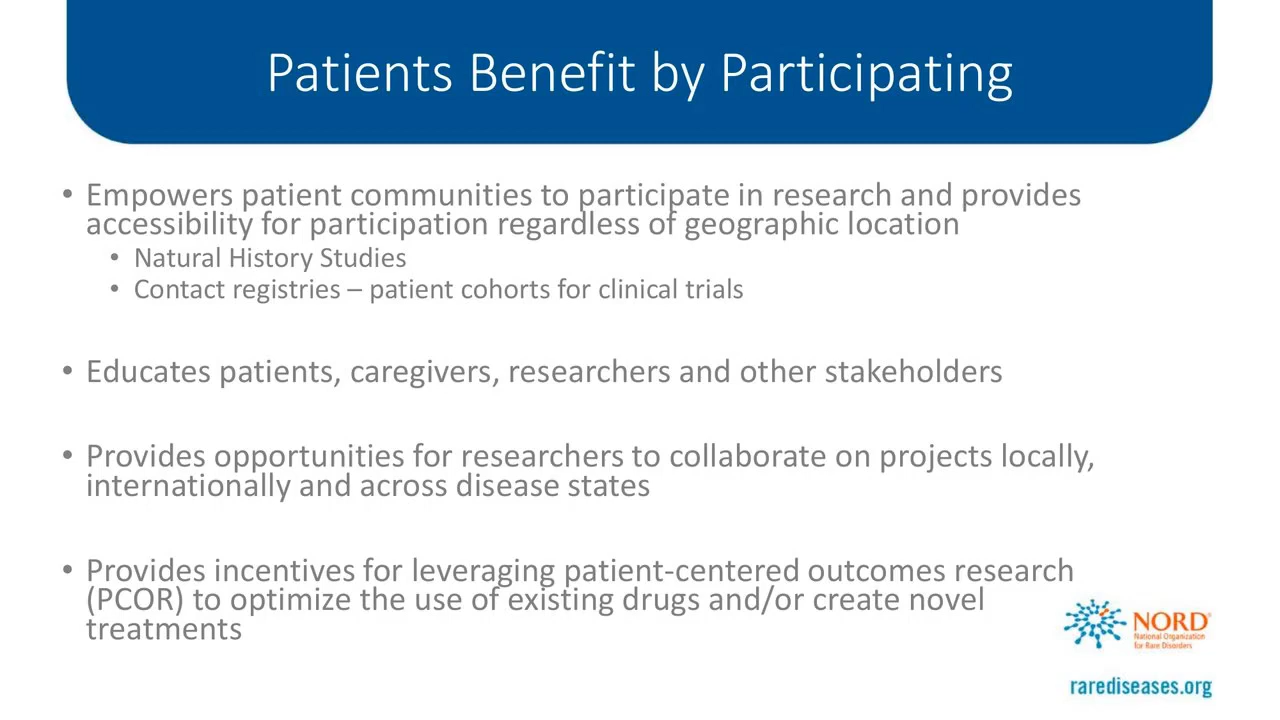 Patients Benefit by Participating
• Empowers patient communities to participate in research and provides
accessibility for participation regardless of geographic location
• Natural History Studies
• Contact registries – patient cohorts for clinical trials
• Educates patients, caregivers, researchers and other stakeholders
• Provides opportunities for researchers to collaborate on projects locally,
internationally and across disease states
• Provides incentives for leveraging patient-centered outcomes research
(PCOR) to optimize the use of existing drugs and/or create novel
treatments
NORD®
National Organization
for Rare Disorders
rarediseases.org